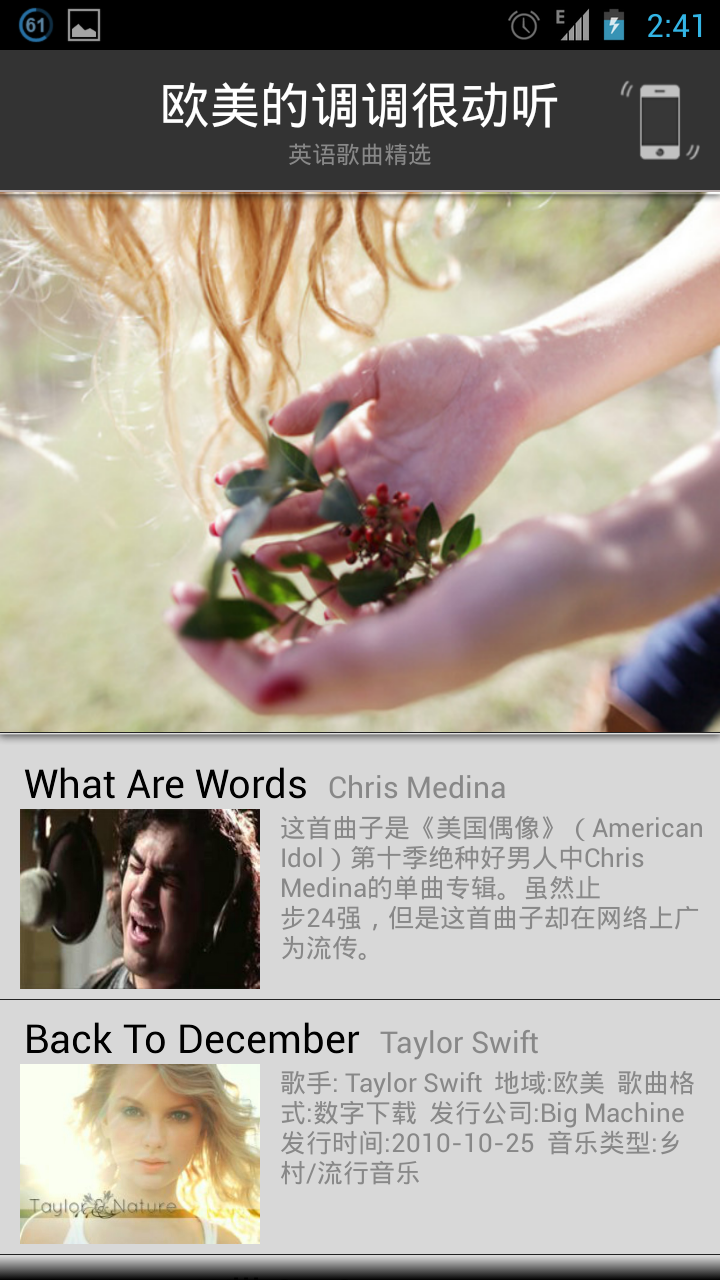 61
E
2:41
欧美的调调很动听
英语歌曲精选
What Are Words Chris Medina
这首曲子是《美国偶像》（American
Idol）第十季绝种好男人中Chris
Medina的单曲专辑。虽然止
步24强，但是这首曲子却在网络上广
为流传。
Back To December Taylor Swift
歌手: Taylor Swift 地域:欧美 歌曲格
式:数字下载 发行公司:Big Machine
发行时间:2010-10-25 音乐类型:乡
村/流行音乐
Taylor & Nature